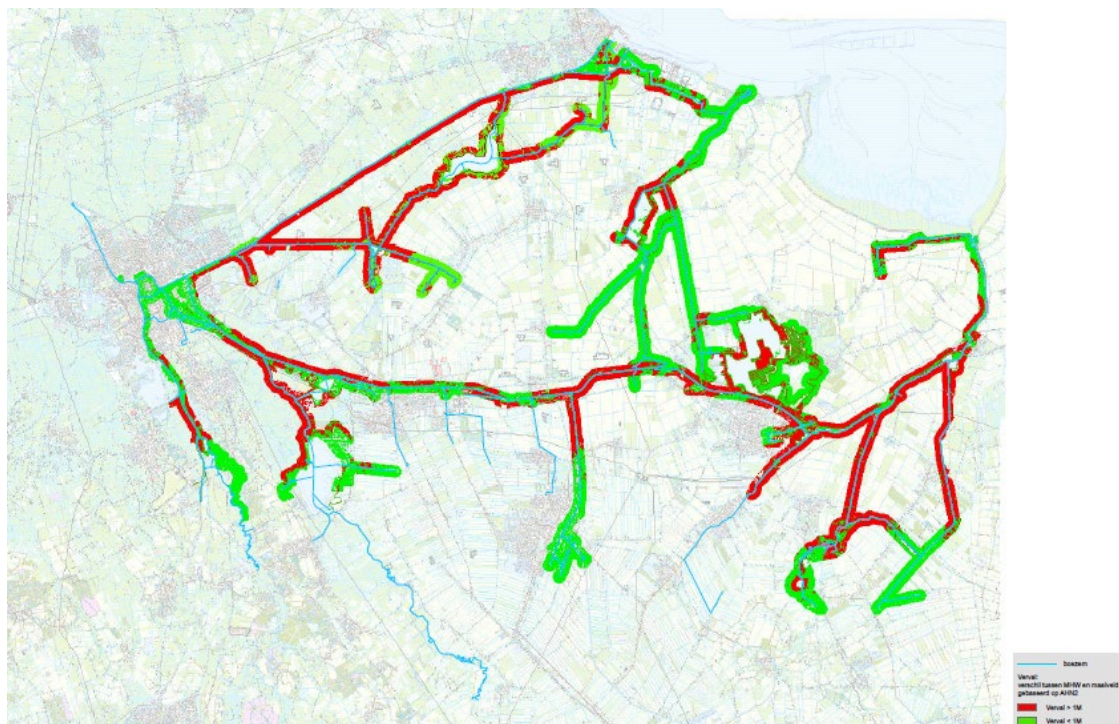 boezem
Verval:
verschil tussen MHW en maaiveld
gebaseerd op AHN2
Verval > 1M
Verval < 1M